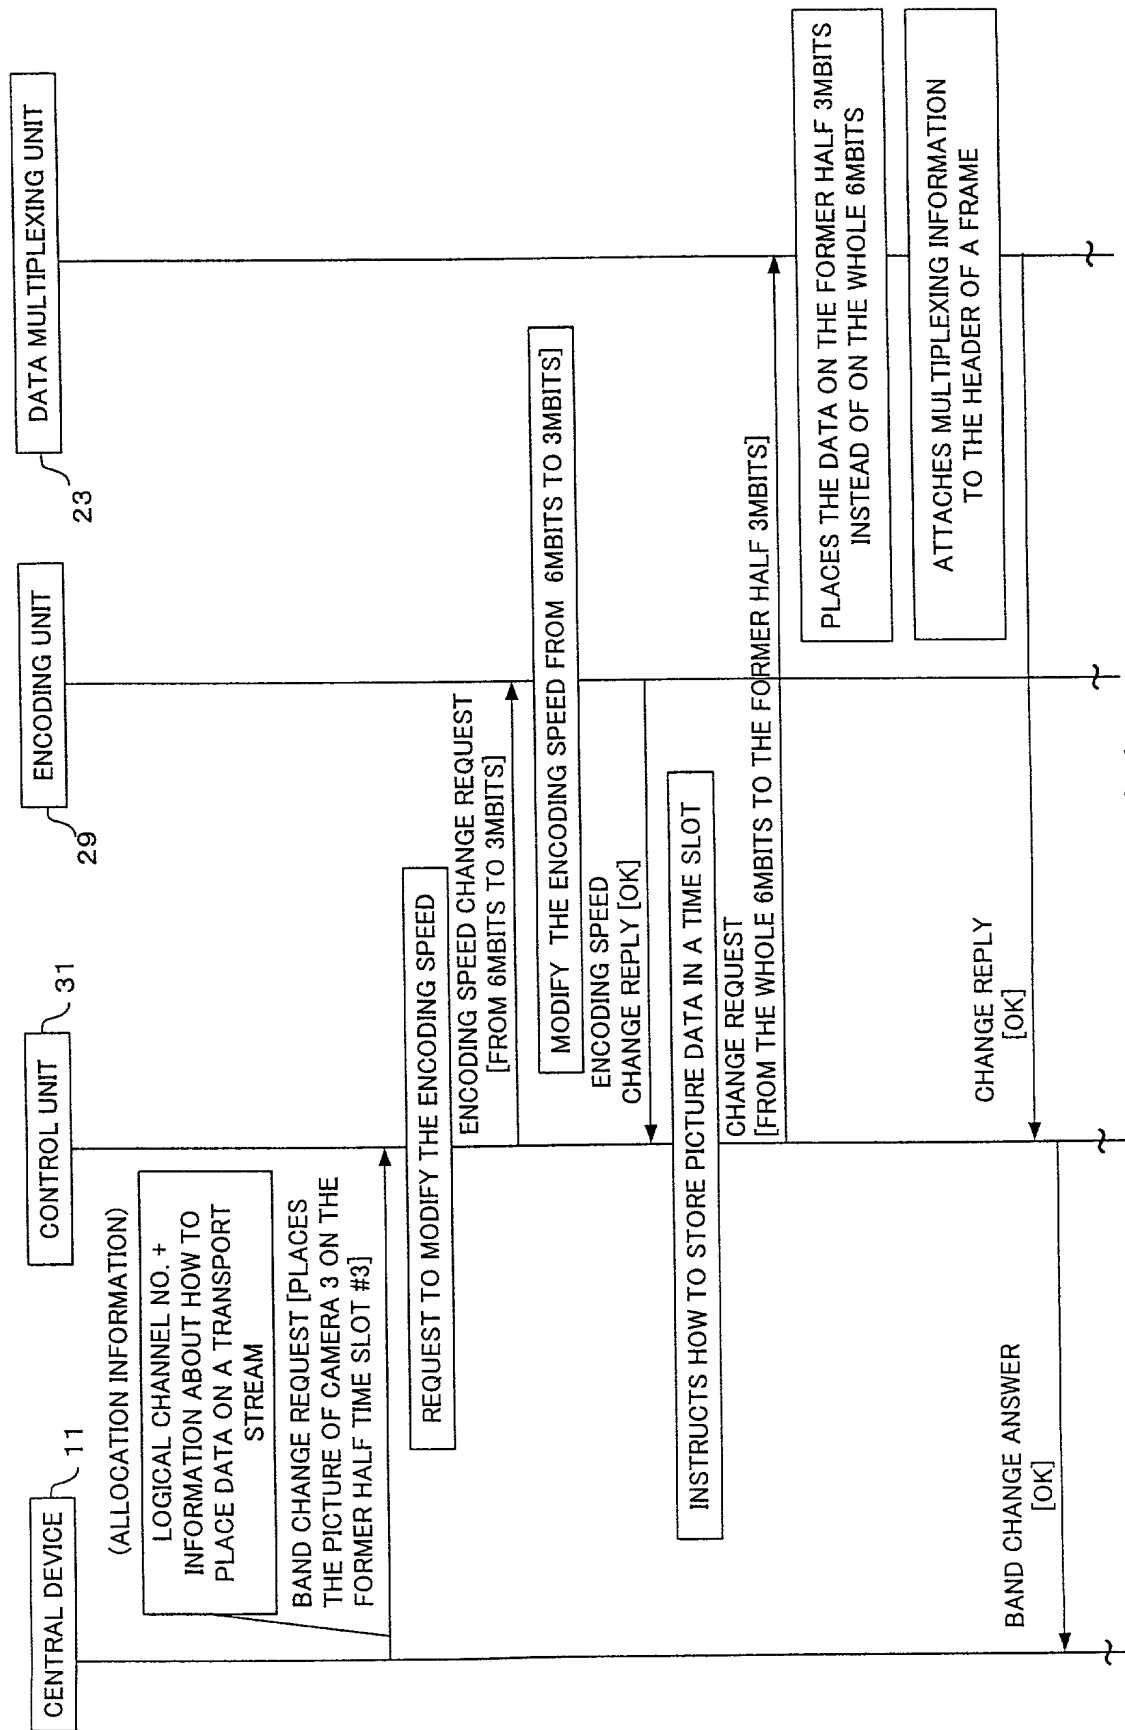 CENTRAL DEVICE
11
CONTROL UNIT
31
ENCODING UNIT
29
DATA MULTIPLEXING UNIT
23
(ALLOCATION INFORMATION)
LOGICAL CHANNEL NO. +
INFORMATION ABOUT HOW TO
PLACE DATA ON A TRANSPORT
STREAM
BAND CHANGE REQUEST [PLACES
THE PICTURE OF CAMERA 3 ON THE
FORMER HALF TIME SLOT #3]
REQUEST TO MODIFY THE ENCODING SPEED
ENCODING SPEED CHANGE REQUEST
[FROM 6MBITS TO 3MBITS]
MODIFY THE ENCODING SPEED FROM 6MBITS TO 3MBITS]
ENCODING SPEED
CHANGE REPLY [OK]
INSTRUCTS HOW TO STORE PICTURE DATA IN A TIME SLOT
CHANGE REQUEST
[FROM THE WHOLE 6MBITS TO THE FORMER HALF 3MBITS]
PLACES THE DATA ON THE FORMER HALF 3MBITS
INSTEAD OF ON THE WHOLE 6MBITS
ATTACHES MULTIPLEXING INFORMATION
TO THE HEADER OF A FRAME
CHANGE REPLY
[OK]
BAND CHANGE ANSWER
[OK]